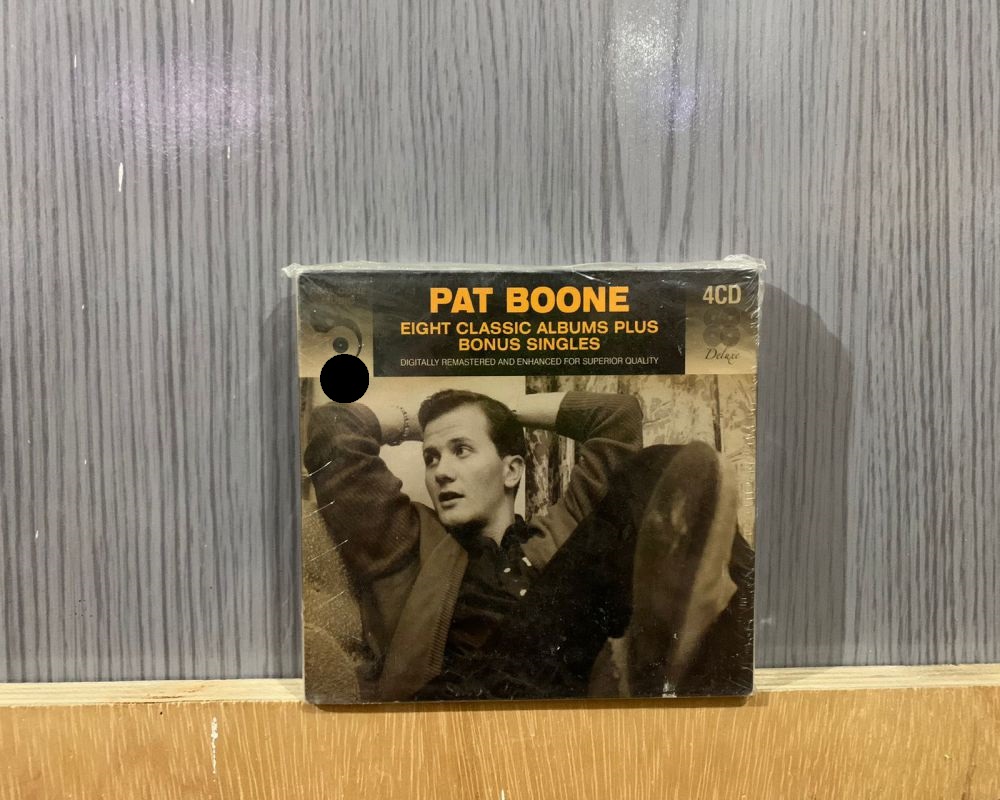 PAT BOONE
EIGHT CLASSIC ALBUMS PLUS
BONUS SINGLES
DIGITALLY REMASTERED AND ENHANCED FOR SUPERIOR QUALITY
4CD
Deluxe